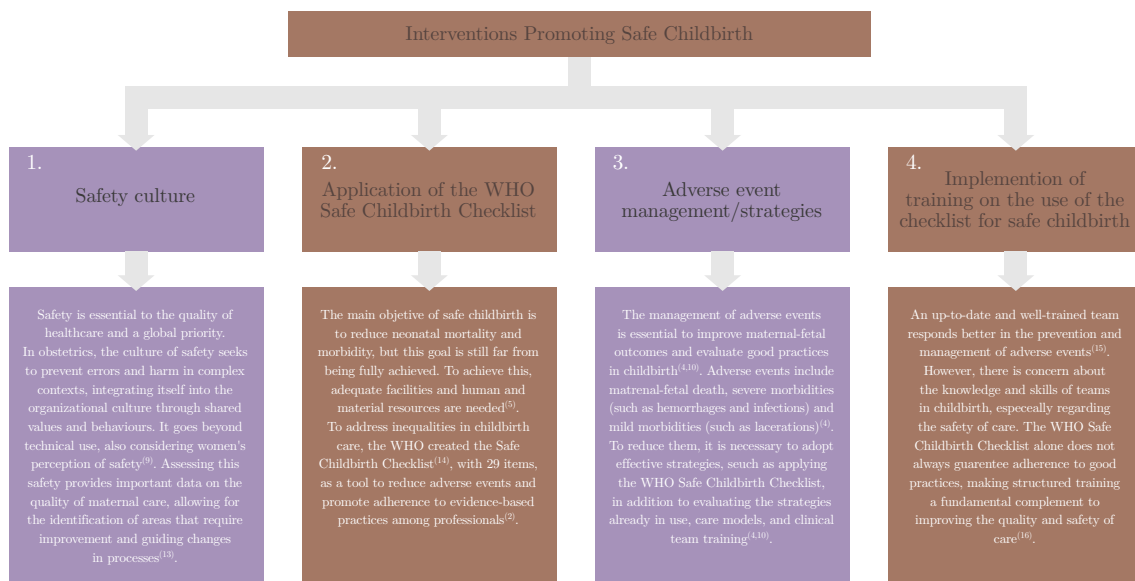 Interventions Promoting Safe Childbirth
1.
Safety culture
Safety is essential to the quality of
healthcare and a global priority.
In obstetrics, the culture of safety seeks
to prevent errors and harm in complex
contexts, integrating itself into the
organizational culture through shared
values and behaviours. It goes beyond
technical use, also considering women's
perception of safety(9). Assessing this
safety provides important data on the
quality of maternal care, allowing for
the identification of areas that require
improvement and guiding changes
in processes(13).
2.
Application of the WHO
Safe Childbirth Checklist
The main objetive of safe childbirth is
to reduce neonatal mortality and
morbidity, but this goal is still far from
being fully achieved. To achieve this,
adequate facilities and human and
material resources are needed(5).
To address inequalities in childbirth
care, the WHO created the Safe
Childbirth Checklist(14), with 29 items,
as a tool to reduce adverse events and
promote adherence to evidence-based
practices among professionals(2).
3.
Adverse event
management/strategies
The management of adverse events
is essential to improve maternal-fetal
outcomes and evaluate good practices
in childbirth(4,10). Adverse events include
matrenal-fetal death, severe morbidities
(such as hemorrhages and infections) and
mild morbidities (such as lacerations)(4).
To reduce them, it is necessary to adopt
effective strategies, seuch as applying
the WHO Safe Childbirth Checklist,
in addition to evaluating the strategies
already in use, care models, and clinical
team training(4,10).
4.
Implemention of
training on the use of the
checklist for safe childbirth
An up-to-date and well-trained team
responds better in the prevention and
management of adverse events(15).
However, there is concern about
the knowledge and skills of teams
in childbirth, especeally regarding
the safety of care. The WHO Safe
Childbirth Checklist alone does not
always guarentee adherence to good
practices, making structured training
a fundamental complement to
improving the quality and safety of
care(16).